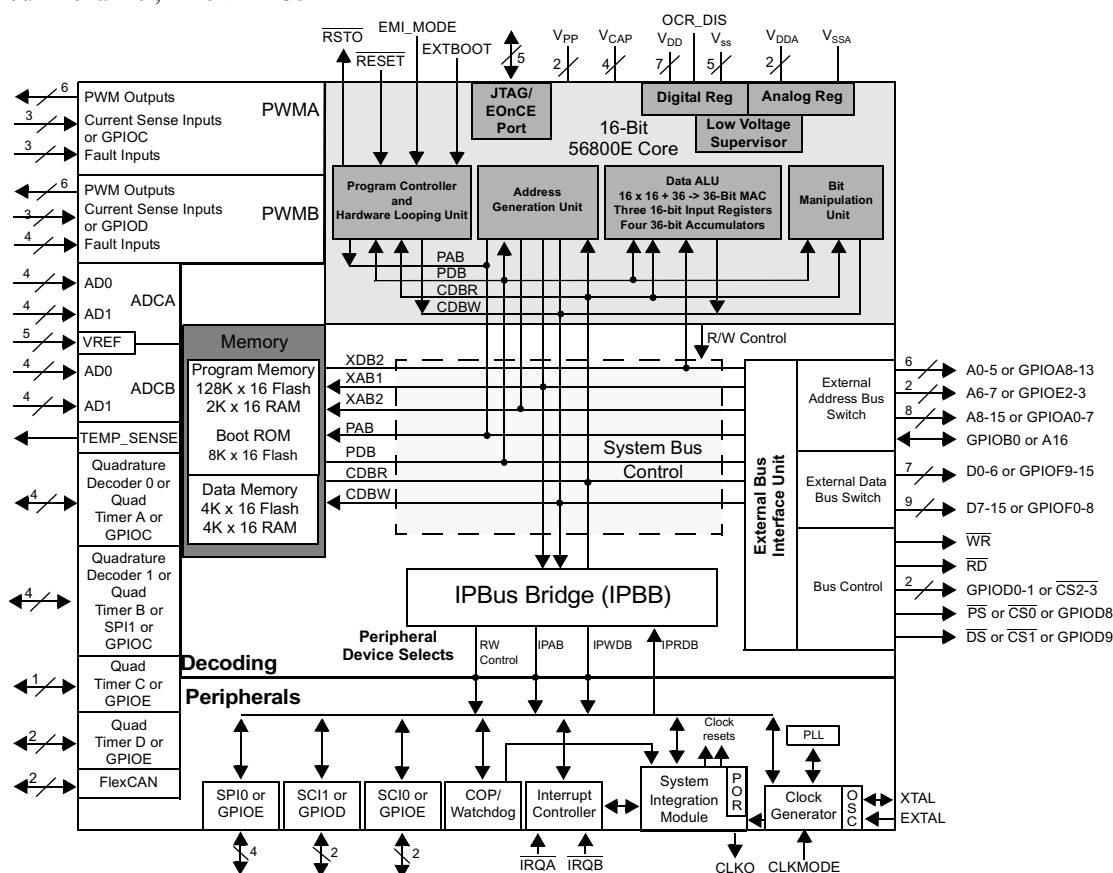 OCR_DIS
EMI_MODE
RSTO
EXTBOOT
RESET
VPP
VCAP
VDD
Vss
VDDA
VSSA
5
2
4
7
5
2
6
PWM Outputs
PWMA
3
Current Sense Inputs
or GPIOC
3
Fault Inputs
6
PWM Outputs
PWMB
3
Current Sense Inputs
or GPIOD
4
Fault Inputs
JTAG/
EOnCE
Port
Digital Reg
Analog Reg
Low Voltage
Supervisor
16-Bit
56800E Core
Program Controller
and
Hardware Looping Unit
Address
Generation Unit
Data ALU
16 x 16 + 36 -> 36-Bit MAC
Three 16-bit Input Registers
Four 36-bit Accumulators
Bit
Manipulation
Unit
PAB
PDB
CDBR
CDBW
4
AD0
ADCA
4
AD1
5
VREF
4
AD0
ADCB
4
AD1
TEMP_SENSE
4
Quadrature
Decoder 0 or
Quad
Timer A or
GPIOC
4
Quadrature
Decoder 1 or
Quad
Timer B or
SPI1 or
GPIOC
1
Quad
Timer C or
GPIOE
2
Quad
Timer D or
GPIOE
2
FlexCAN
Memory
Program Memory
128K x 16 Flash
2K x 16 RAM
Boot ROM
8K x 16 Flash
Data Memory
4K x 16 Flash
4K x 16 RAM
R/W Control
XDB2
XAB1
XAB2
PAB
PDB
CDBR
CDBW
System Bus
Control
External Bus
Interface Unit
External
Address Bus
Switch
External Data
Bus Switch
Bus Control
6
A0-5 or GPIOA8-13
2
A6-7 or GPIOE2-3
8
A8-15 or GPIOA0-7
GPIOB0 or A16
7
D0-6 or GPIOF9-15
9
D7-15 or GPIOF0-8
WR
RD
2
GPIOD0-1 or CS2-3
PS or CS0 or GPIOD8
DS or CS1 or GPIOD9
IPBus Bridge (IPBB)
Peripheral
Device Selects
RW
Control
IPAB
IPWDB
IPRDB
Decoding
Peripherals
Clock
resets
PLL
SPI0 or
GPIOE
SCI1 or
GPIOD
SCI0 or
GPIOE
COP/
Watchdog
Interrupt
Controller
System
Integration
Module
POR
Clock
Generator
OSC
XTAL
EXTAL
4
2
2
IRQA
IRQB
CLKO
CLKMODE